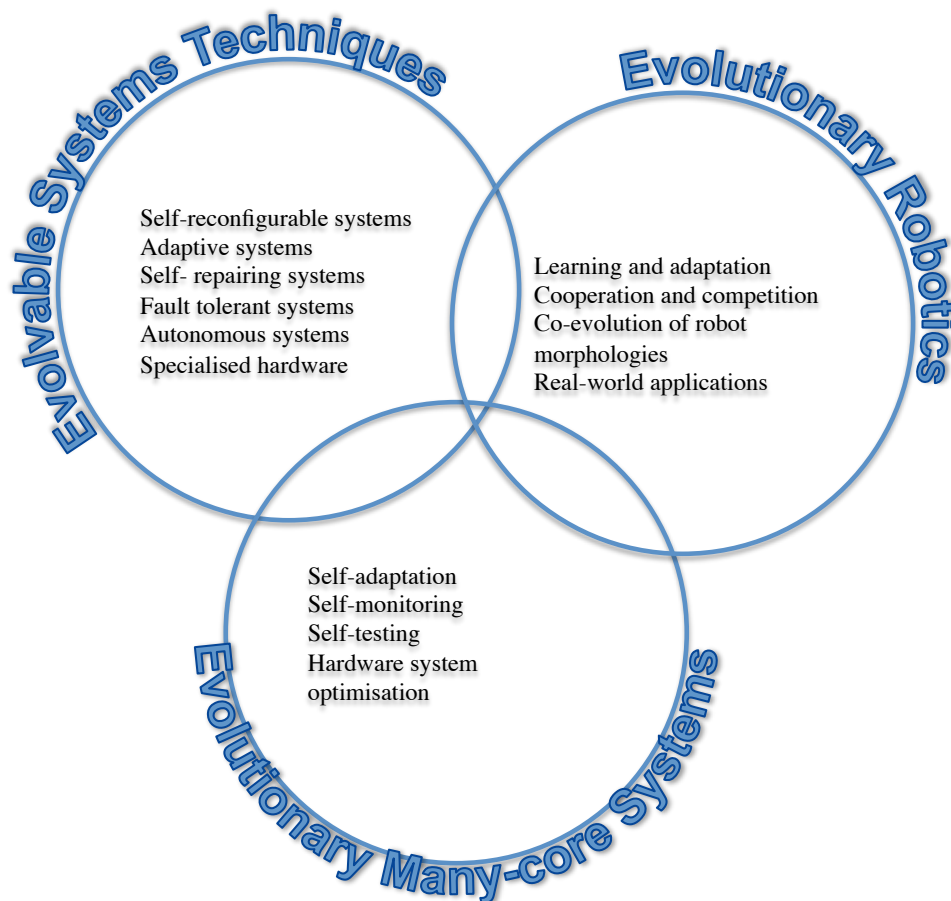 Evolvable Systems Techniques
Evolutionary Robotics
Self-reconfigurable systems
Adaptive systems
Self- repairing systems
Fault tolerant systems
Autonomous systems
Specialised hardware
Learning and adaptation
Cooperation and competition
Co-evolution of robot
morphologies
Real-world applications
Self-adaptation
Self-monitoring
Self-testing
Hardware system
optimisation
Evolutionary Many-core Systems